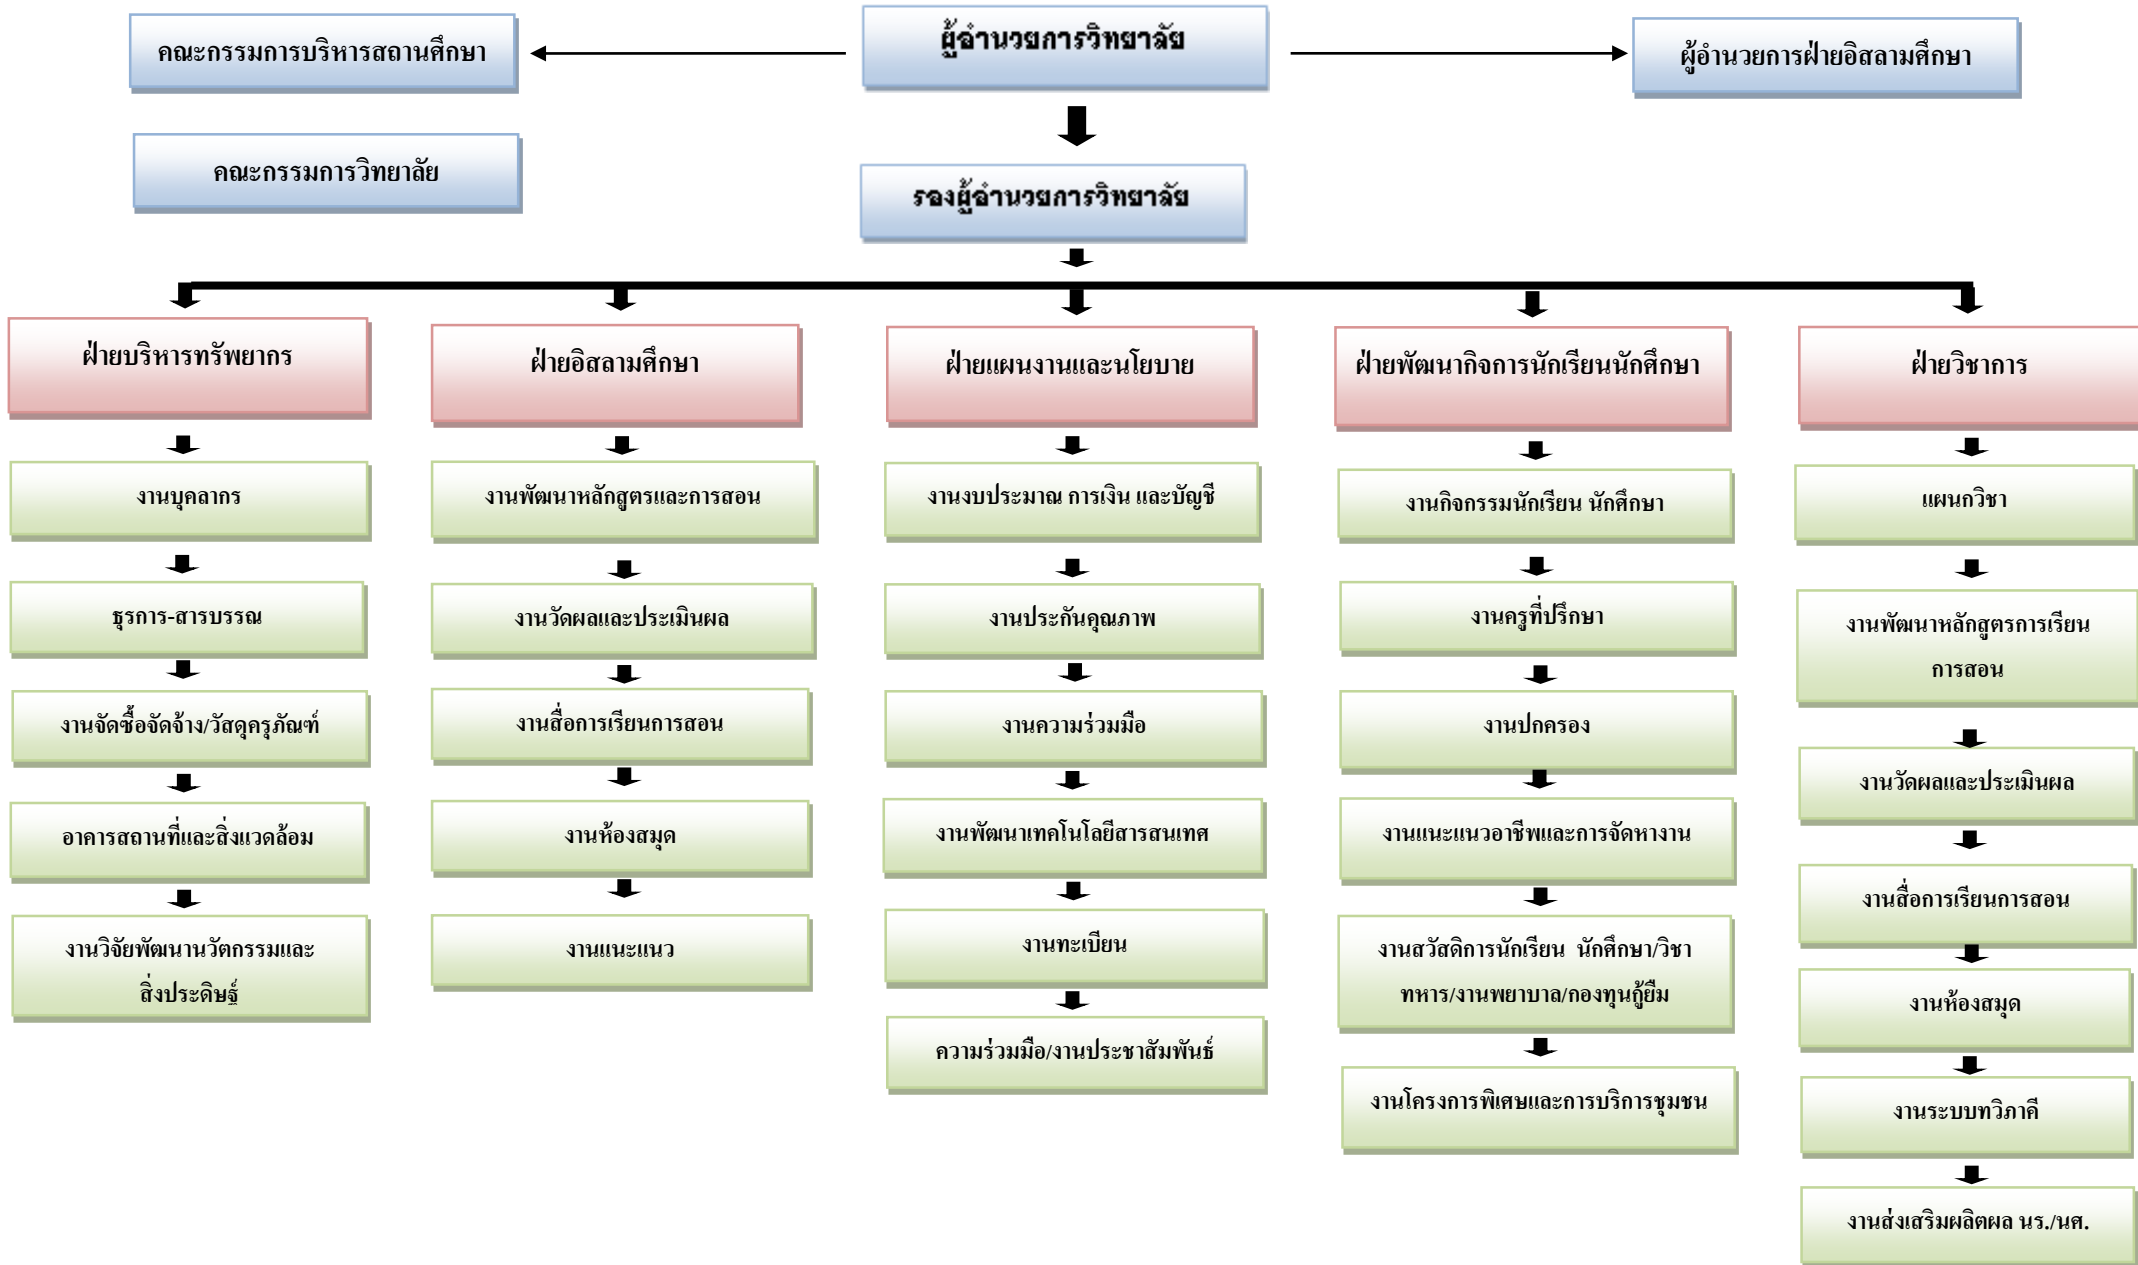 ผู้อำนวยการวิทยาลัย
คณะกรรมการบริหารสถานศึกษา
ผู้อำนวยการฝ่ายอิสลามศึกษา
คณะกรรมการวิทยาลัย
รองผู้อำนวยการวิทยาลัย
ฝ่ายบริหารทรัพยากร
งานบุคลากร
ธุรการ-สารบรรณ
งานจัดซื้อจัดจ้าง/วัสดุครุภัณฑ์
อาคารสถานที่และสิ่งแวดล้อม
งานวิจัยพัฒนานวัตกรรมและ
สิ่งประดิษฐ์
ฝ่ายอิสลามศึกษา
งานพัฒนาหลักสูตรและการสอน
งานวัดผลและประเมินผล
งานสื่อการเรียนการสอน
งานห้องสมุด
งานแนะแนว
ฝ่ายแผนงานและนโยบาย
งานงบประมาณ การเงิน และบัญชี
งานประกันคุณภาพ
งานความร่วมมือ
งานพัฒนาเทคโนโลยีสารสนเทศ
งานทะเบียน
ความร่วมมือ/งานประชาสัมพันธ์
ฝ่ายพัฒนากิจการนักเรียนนักศึกษา
งานกิจกรรมนักเรียน นักศึกษา
งานครูที่ปรึกษา
งานปกครอง
งานแนะแนวอาชีพและการจัดหางาน
งานสวัสดิการนักเรียน นักศึกษา/วิชา
ทหาร/งานพยาบาล/กองทุนกู้ยืม
งานโครงการพิเศษและการบริการชุมชน
ฝ่ายวิชาการ
แผนกวิชา
งานพัฒนาหลักสูตรการเรียน
การสอน
งานวัดผลและประเมินผล
งานสื่อการเรียนการสอน
งานห้องสมุด
งานระบบทวิภาคี
งานส่งเสริมผลิตผล นร./นศ.